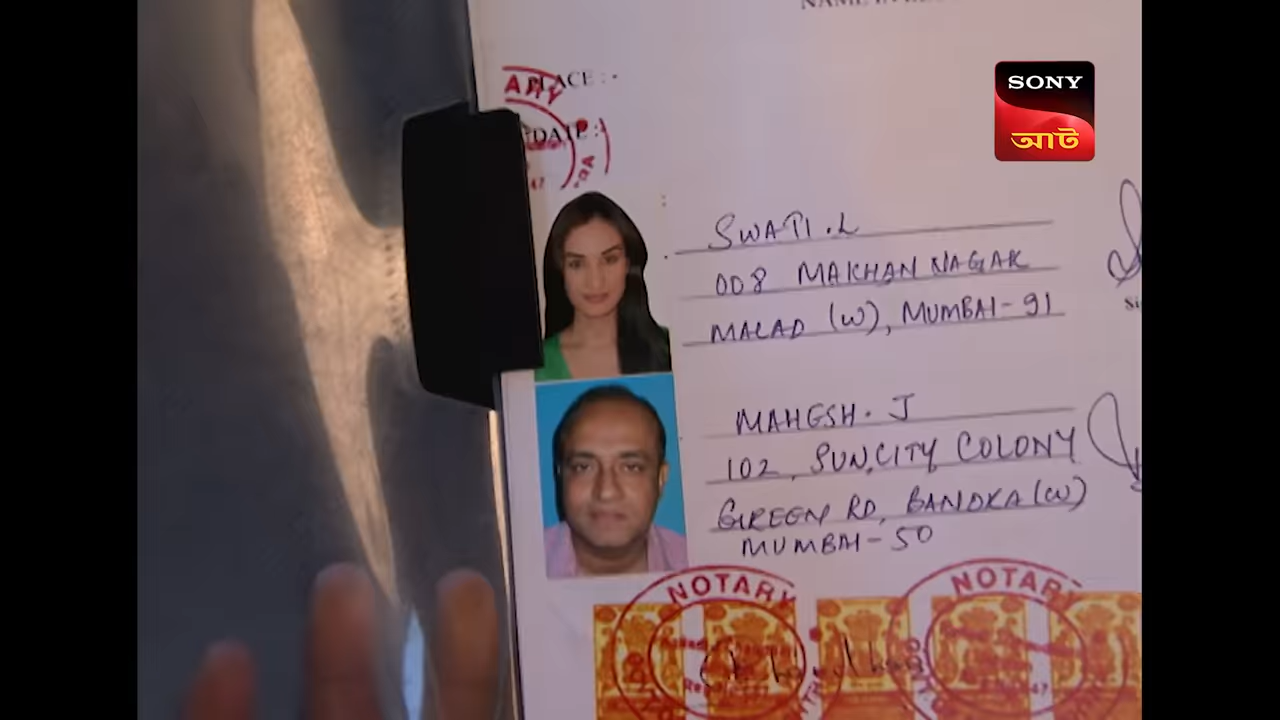 SONY
আট
PLACE :
DATE :
SWATI . L
008 MAKHAN NAGAR
MALAD (W), MUMBAI - 91
MAHESH . J
102, SUN CITY COLONY
GREEN RD, BANDRA (W)
MUMBAI - 50
NOTARY
NOTARY